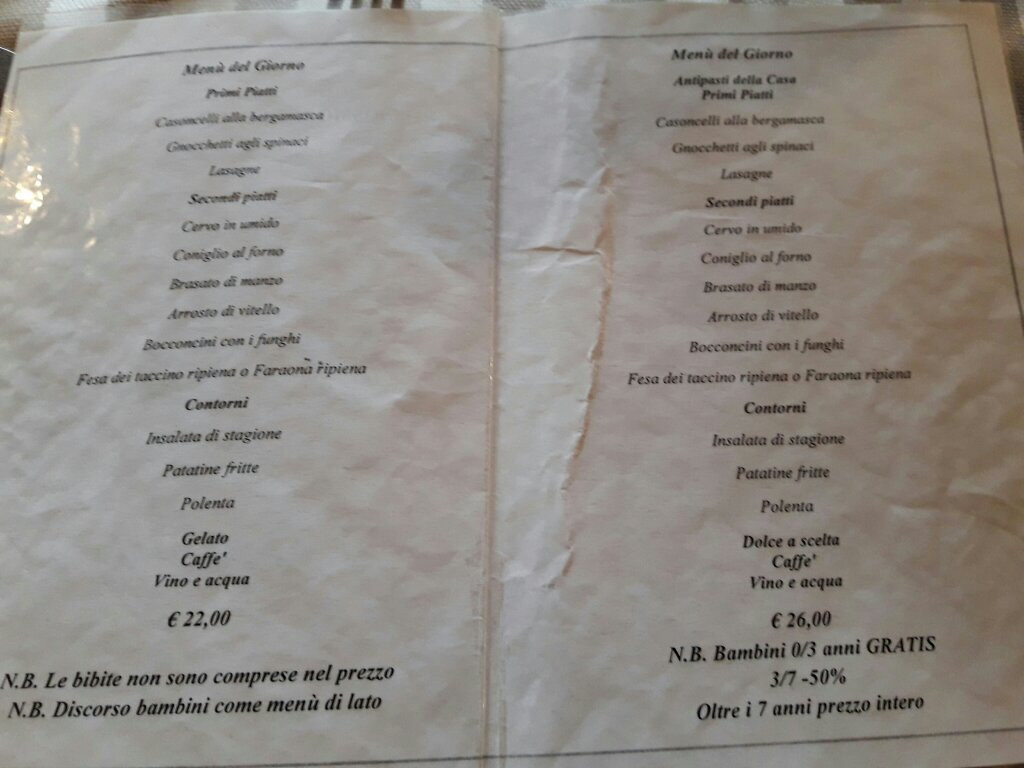 Menù del Giorno
Primi Piatti
Casoncelli alla bergamasca
Gnocchetti agli spinaci
Lasagne
Secondi piatti
Cervo in umido
Coniglio al forno
Brasato di manzo
Arrosto di vitello
Bocconcini con i funghi
Fesa dei taccino ripiena o Faraona ripiena
Contorni
Insalata di stagione
Patatine fritte
Polenta
Gelato
Caffe'
Vino e acqua
€ 22,00
N.B. Le bibite non sono comprese nel prezzo
N.B. Discorso bambini come menù di lato
Menù del Giorno
Antipasti della Casa
Primi Piatti
Casoncelli alla bergamasca
Gnocchetti agli spinaci
Lasagne
Secondi piatti
Cervo in umido
Coniglio al forno
Brasato di manzo
Arrosto di vitello
Bocconcini con i funghi
Fesa dei taccino ripiena o Faraona ripiena
Contorni
Insalata di stagione
Patatine fritte
Polenta
Dolce a scelta
Caffe'
Vino e acqua
€ 26,00
N.B. Bambini 0/3 anni GRATIS
3/7 -50%
Oltre i 7 anni prezzo intero